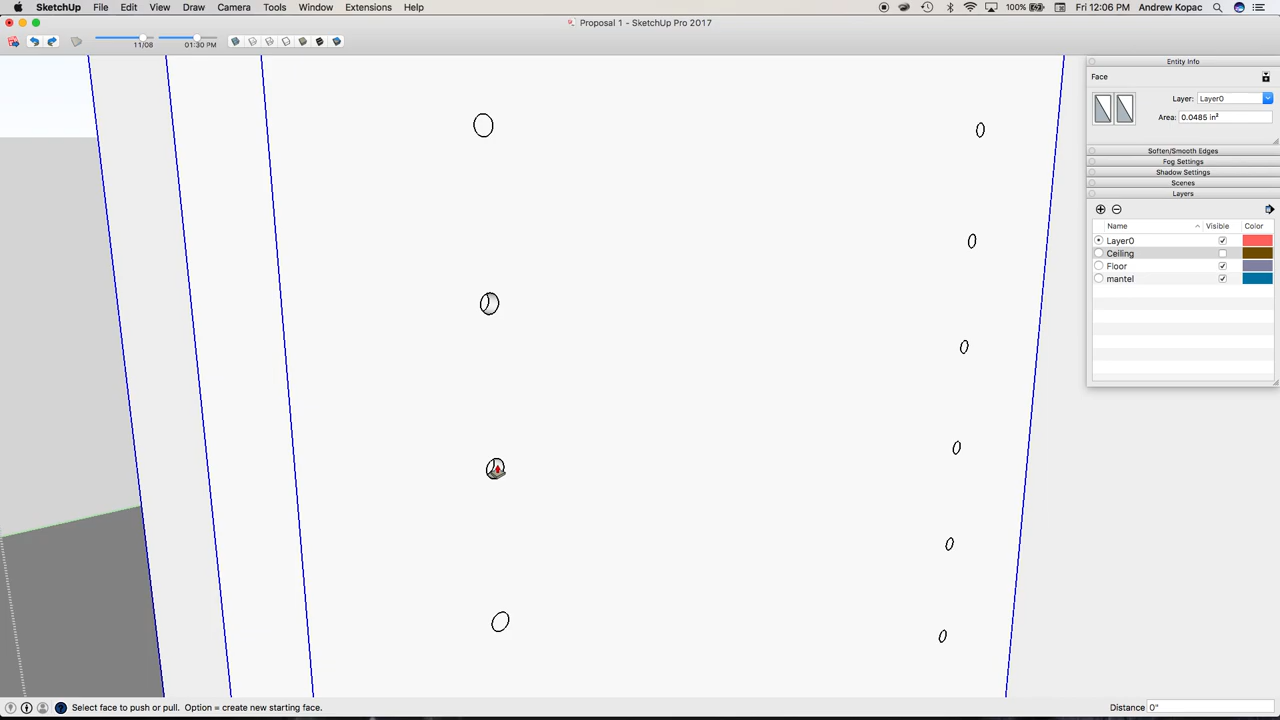 SketchUp File Edit View Draw Camera Tools Window Extensions Help 100% Fri 12:06 PM Andrew Kopac
Proposal 1 - SketchUp Pro 2017
11/08 01:30 PM
Entity Info
Face
Layer: Layer0
Area: 0.0485 in²
Soften/Smooth Edges
Fog Settings
Shadow Settings
Scenes
Layers
Name Visible Color
Layer0
Ceiling
Floor
mantel
Select face to push or pull. Option = create new starting face. Distance 0"